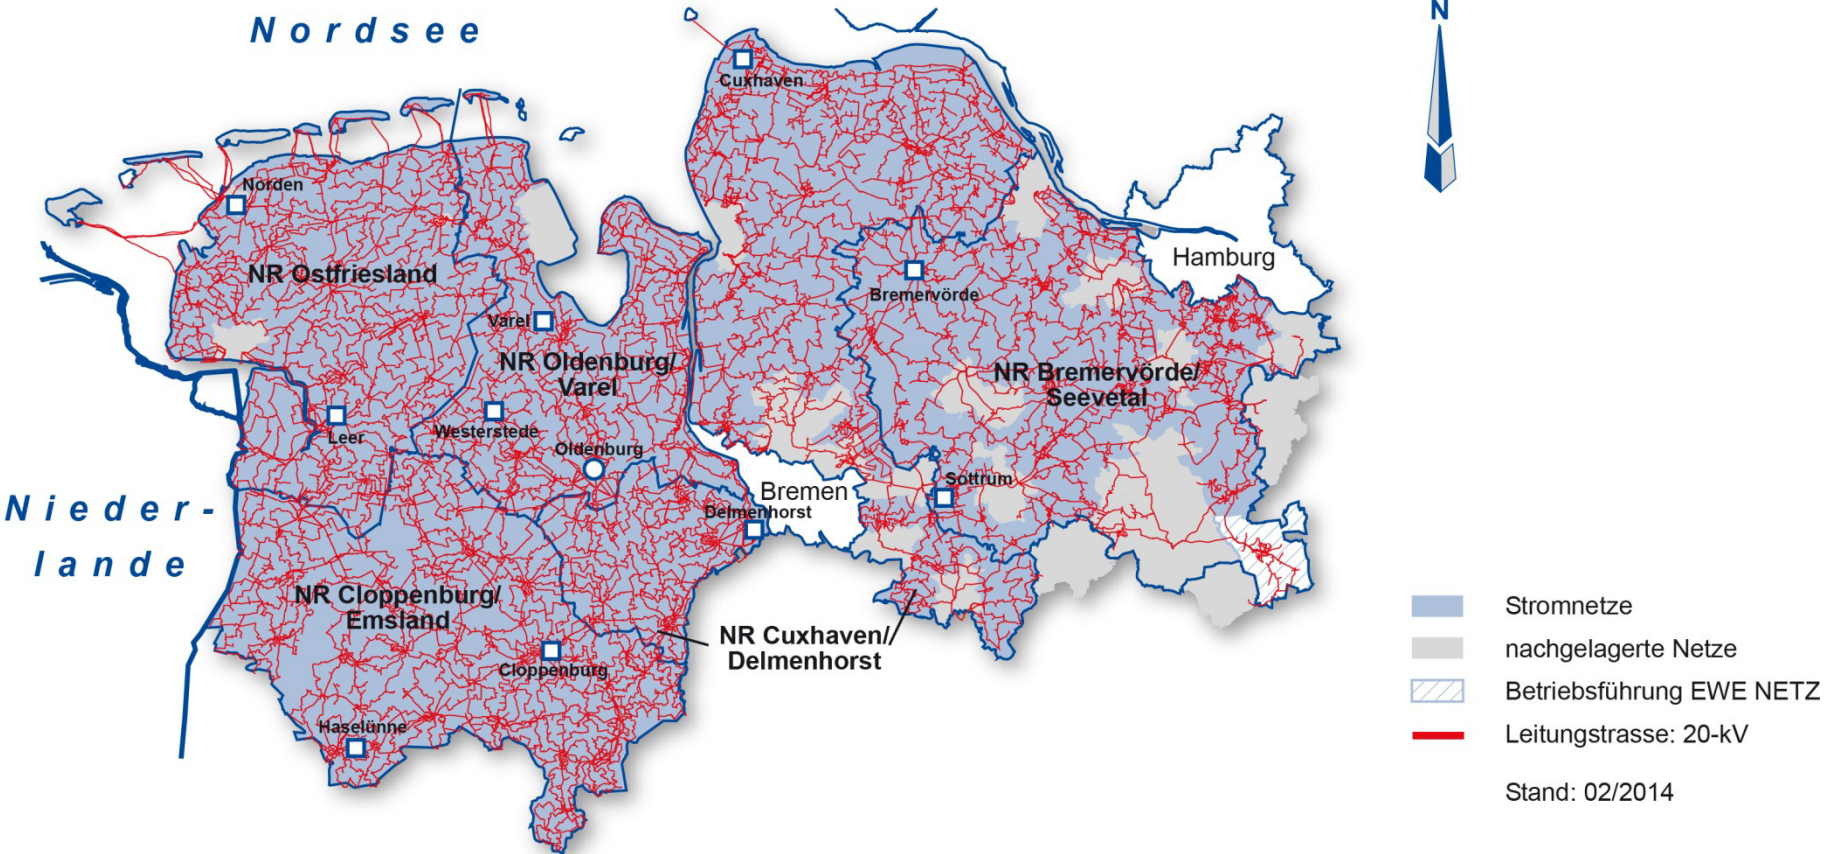 N
Nordsee
Cuxhaven
Norden
Hamburg
NR Ostfriesland
Bremervörde
Varel
NR Oldenburg/
Varel
NR Bremervörde/
Seevetal
Leer
Westerstede
Oldenburg
Sottrum
Bremen
Delmenhorst
Nieder-
lande
NR Cloppenburg/
Emsland
NR Cuxhaven/
Delmenhorst
Cloppenburg
Haselünne
Stromnetze
nachgelagerte Netze
Betriebsführung EWE NETZ
Leitungstrasse: 20-kV
Stand: 02/2014